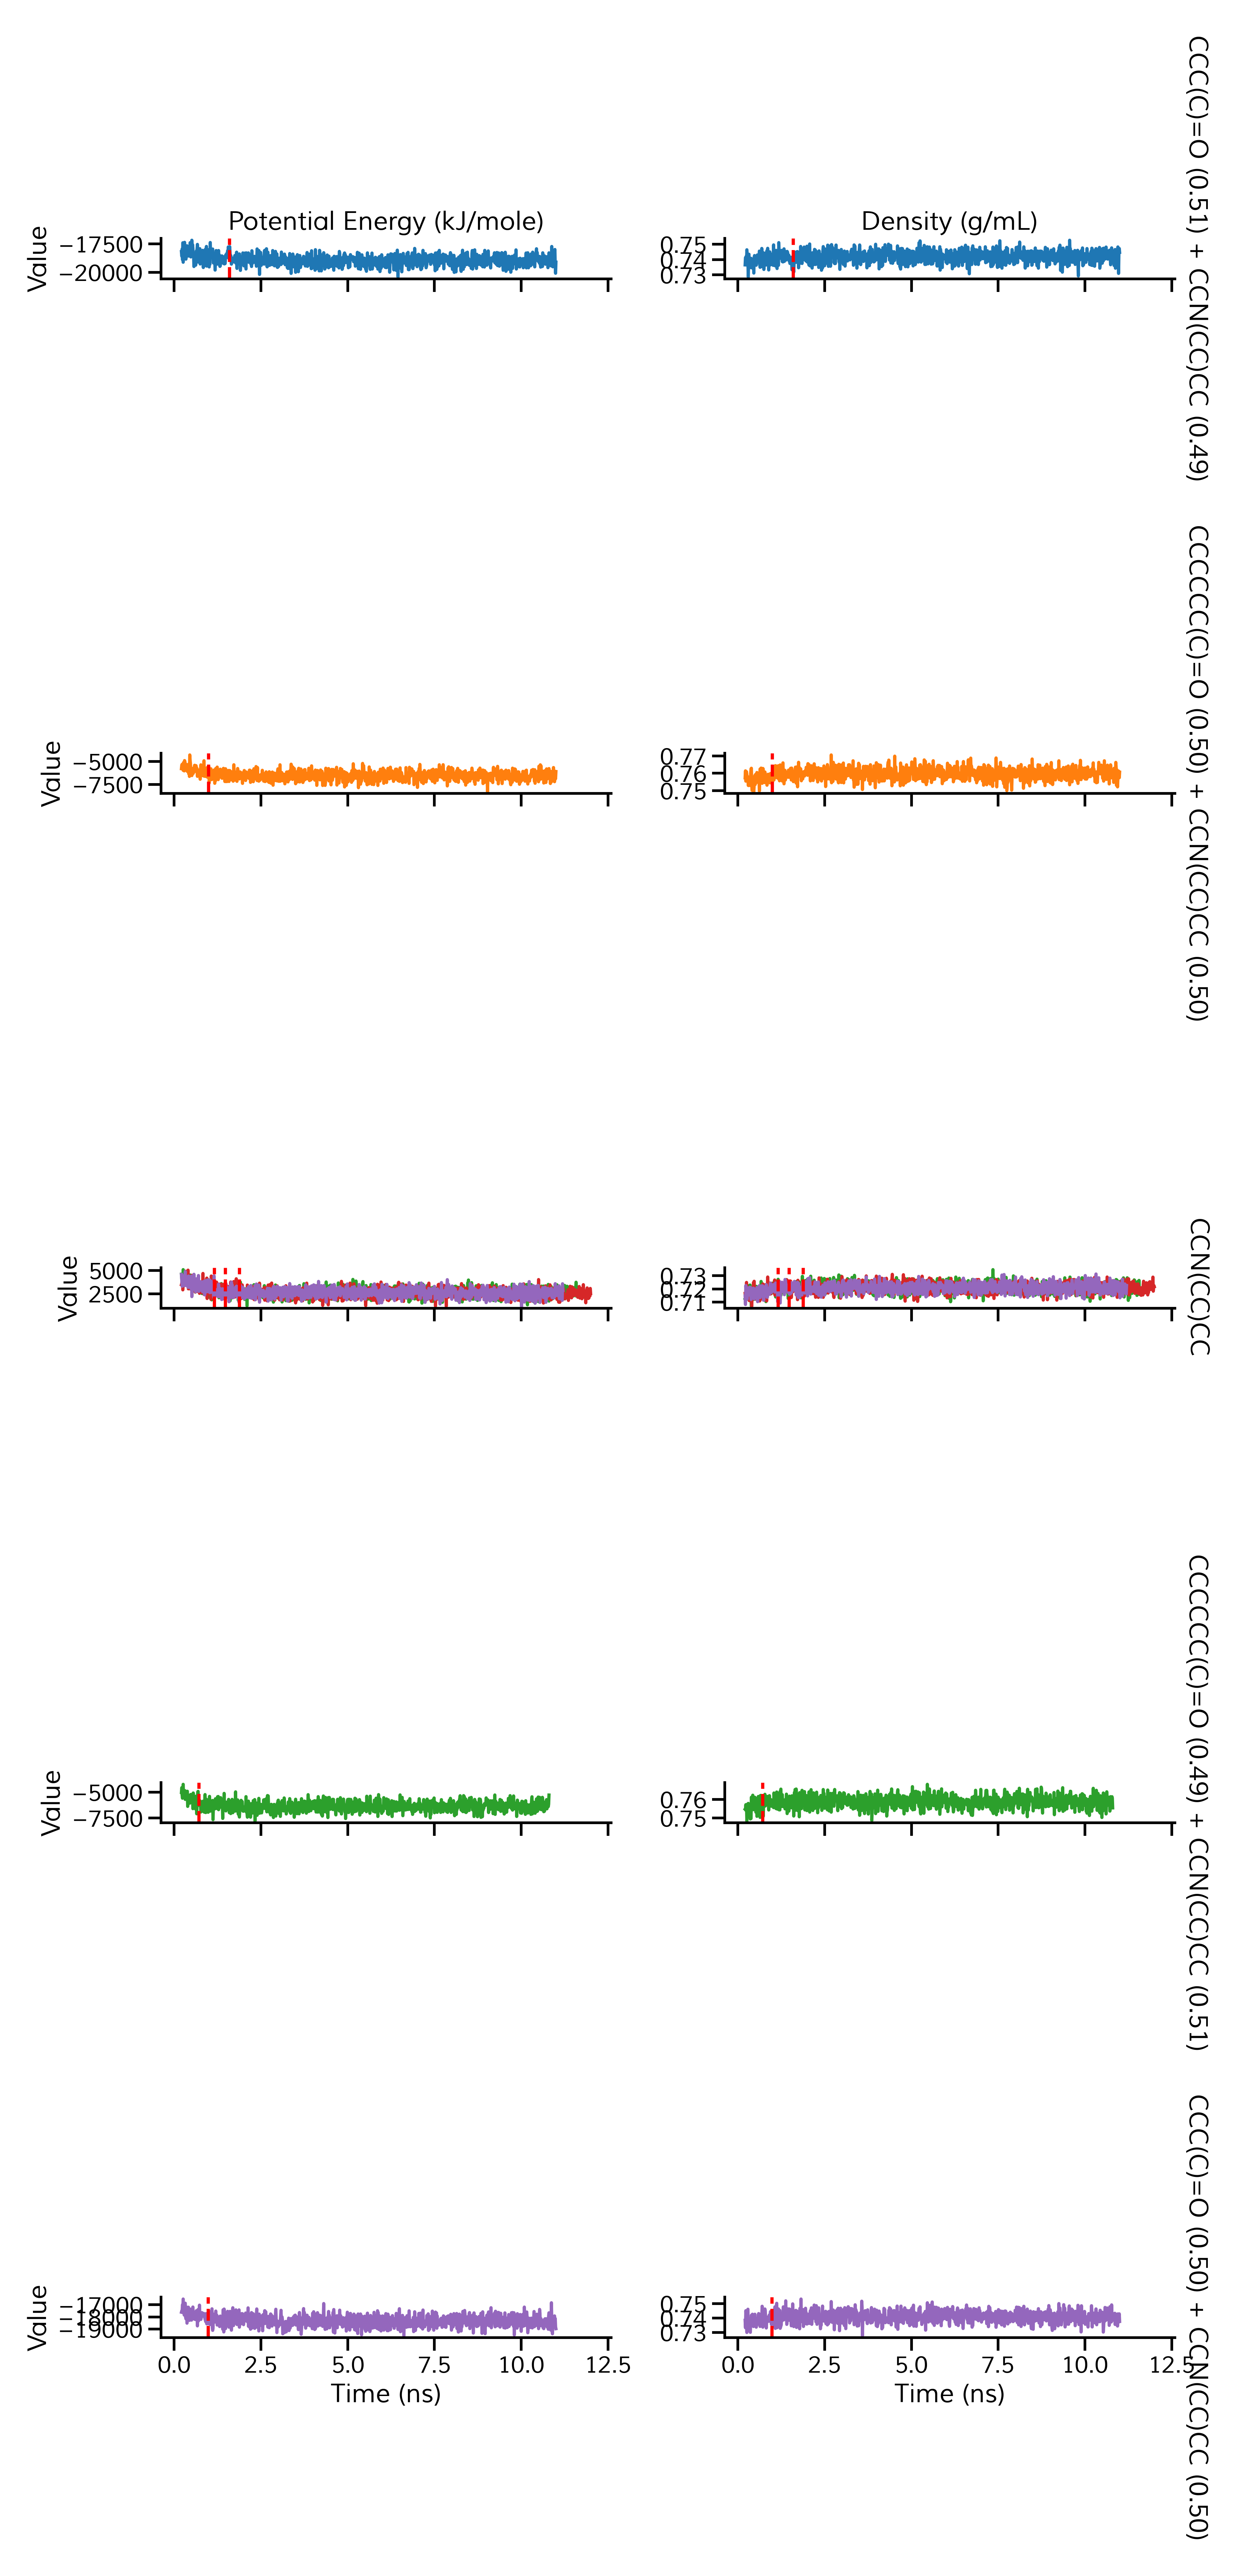 Potential Energy (kJ/mole)
Density (g/mL)
Value
−17500
−20000
0.75
0.74
0.73
CCC(C)=O (0.51) + CCN(CC)CC (0.49)
Value
−5000
−7500
0.77
0.76
0.75
CCCCCC(C)=O (0.50) + CCN(CC)CC (0.50)
Value
5000
2500
0.73
0.72
0.71
CCN(CC)CC
Value
−5000
−7500
0.76
0.75
CCCCCC(C)=O (0.49) + CCN(CC)CC (0.51)
Value
−17000
−18000
−19000
0.75
0.74
0.73
CCC(C)=O (0.50) + CCN(CC)CC (0.50)
0.0 2.5 5.0 7.5 10.0 12.5
Time (ns)
0.0 2.5 5.0 7.5 10.0 12.5
Time (ns)